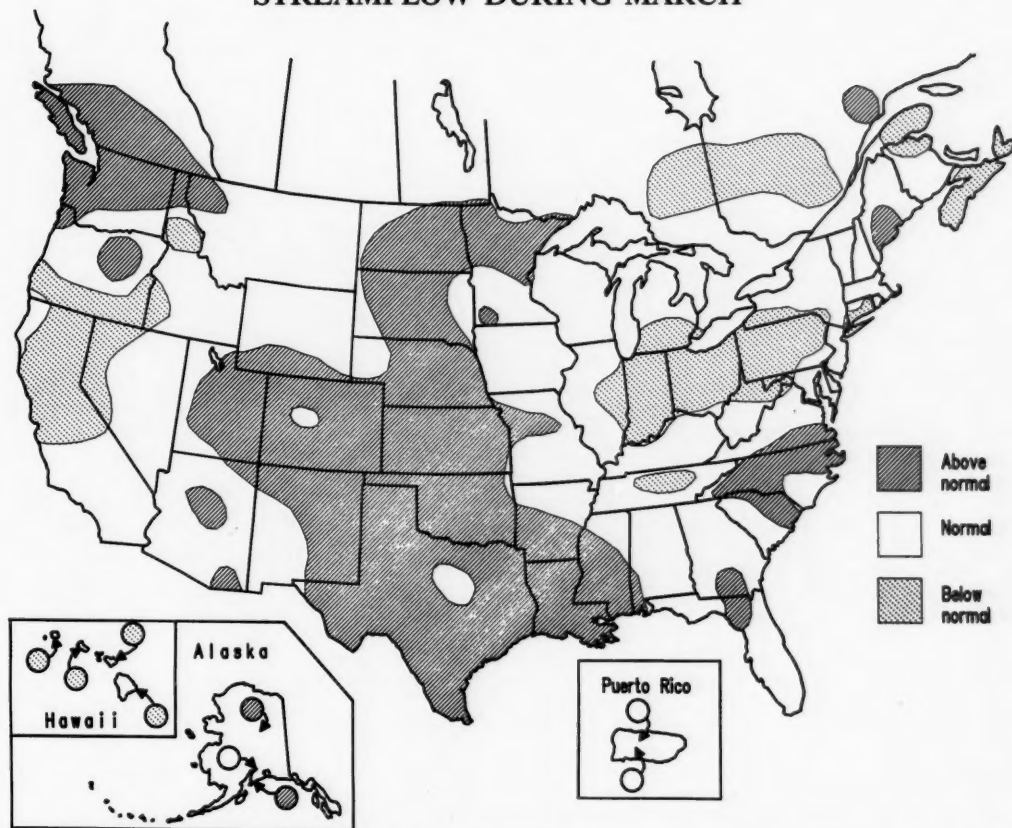 STREAMFLOW DURING MARCH
Above
normal
Normal
Below
normal
Alaska
Hawaii
Puerto Rico